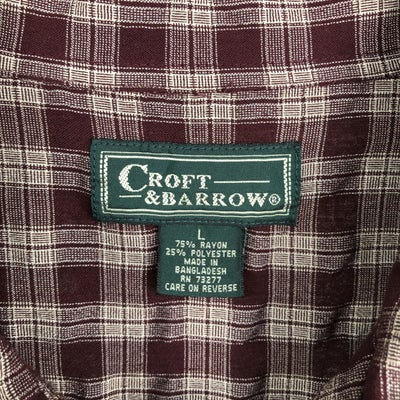 CROFT
&BARROW®
L
75% RAYON
25% POLYESTER
MADE IN
BANGLADESH
RN 73277
CARE ON REVERSE